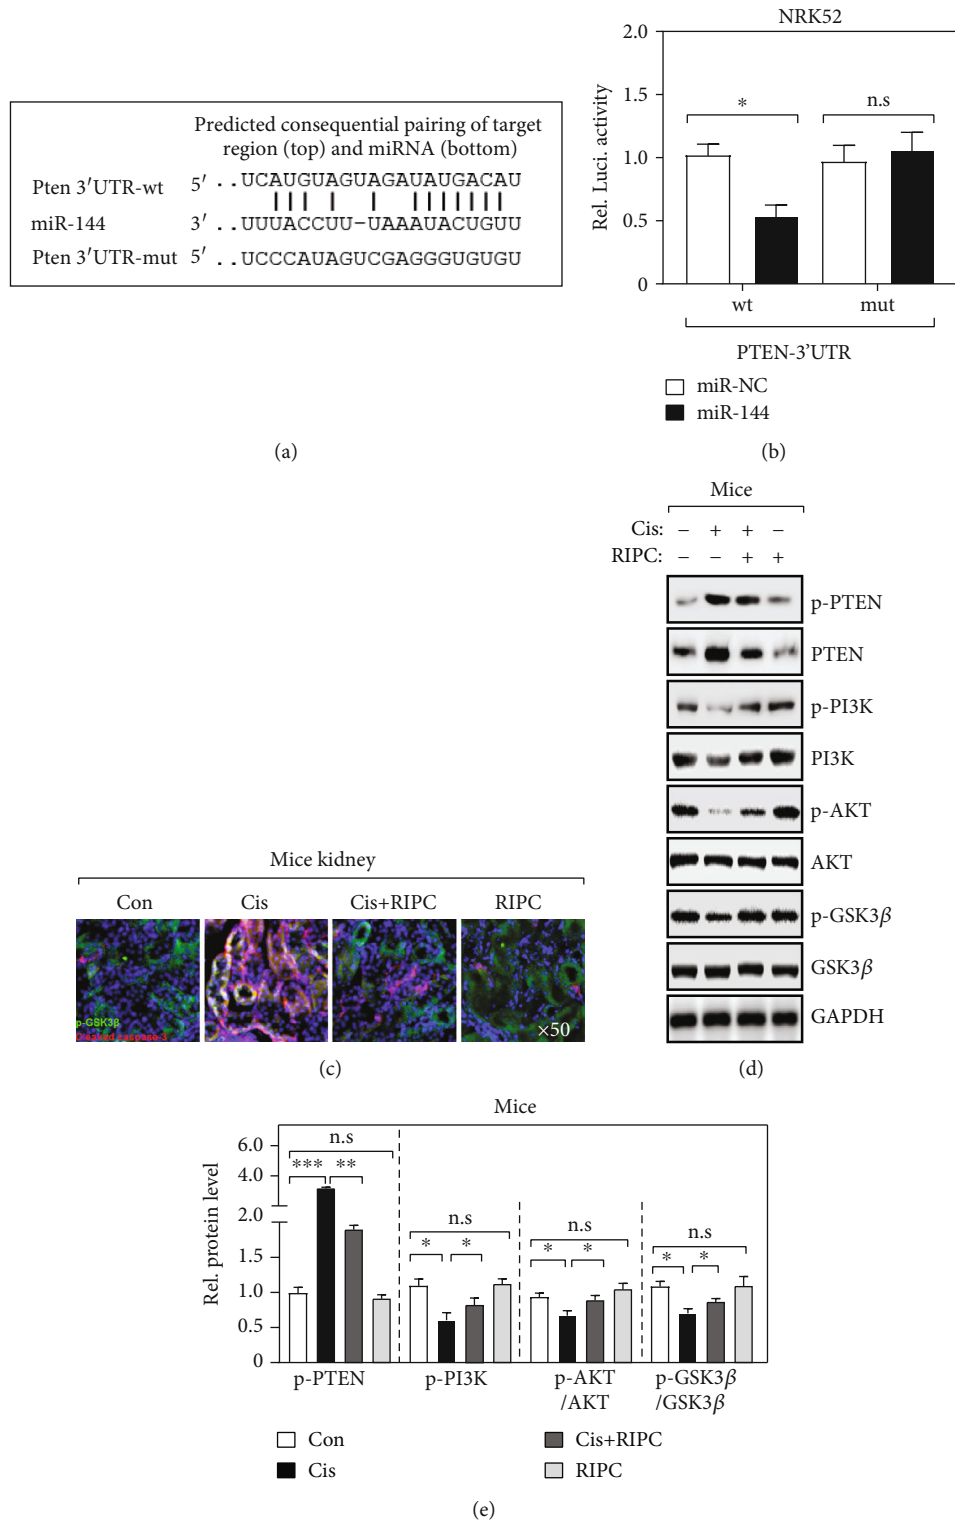 Predicted consequential pairing of target
region (top) and miRNA (bottom)
Pten 3′UTR-wt 5′ ..UCAUGUAGUAGAUAUGACAU
miR-144 3′ ..UUUACCUU-UAAAUACUGUU
Pten 3′UTR-mut 5′ ..UCCCAUAGUCGAGGGUGUGU
(a)
NRK52
2.0
1.5
1.0
0.5
0
Rel. Luci. activity
*
n.s
wt mut
PTEN-3'UTR
miR-NC
miR-144
(b)
Mice kidney
Con Cis Cis+RIPC RIPC
p-GSK3β
Cleaved caspase-3
×50
(c)
Mice
Cis: − + + −
RIPC: − − + +
p-PTEN
PTEN
p-PI3K
PI3K
p-AKT
AKT
p-GSK3β
GSK3β
GAPDH
(d)
Mice
6.0
4.0
2.0
1.5
1.0
0.5
0
Rel. protein level
n.s
*** **
n.s
* *
n.s
* *
n.s
* *
p-PTEN p-PI3K p-AKT p-GSK3β
/AKT /GSK3β
Con Cis+RIPC
Cis RIPC
(e)